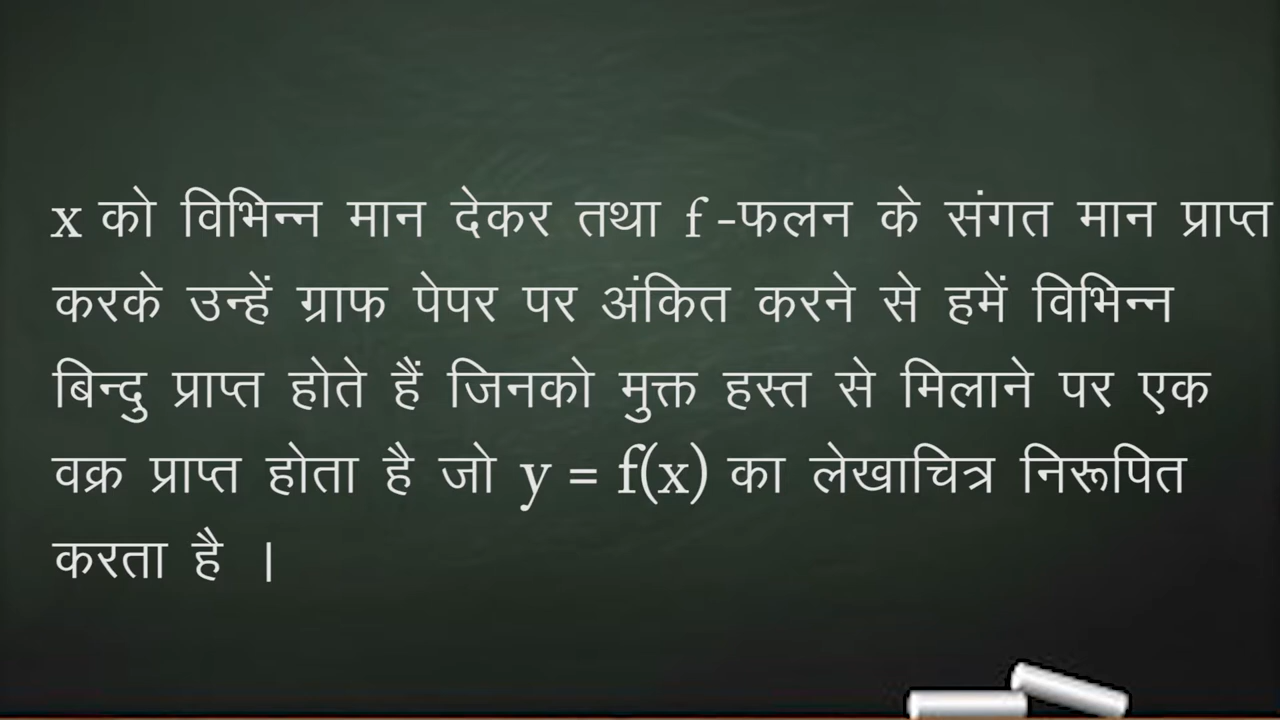 x को विभिन्न मान देकर तथा f -फलन के संगत मान प्राप्त
करके उन्हें ग्राफ पेपर पर अंकित करने से हमें विभिन्न
बिन्दु प्राप्त होते हैं जिनको मुक्त हस्त से मिलाने पर एक
वक्र प्राप्त होता है जो y = f(x) का लेखाचित्र निरूपित
करता है ।